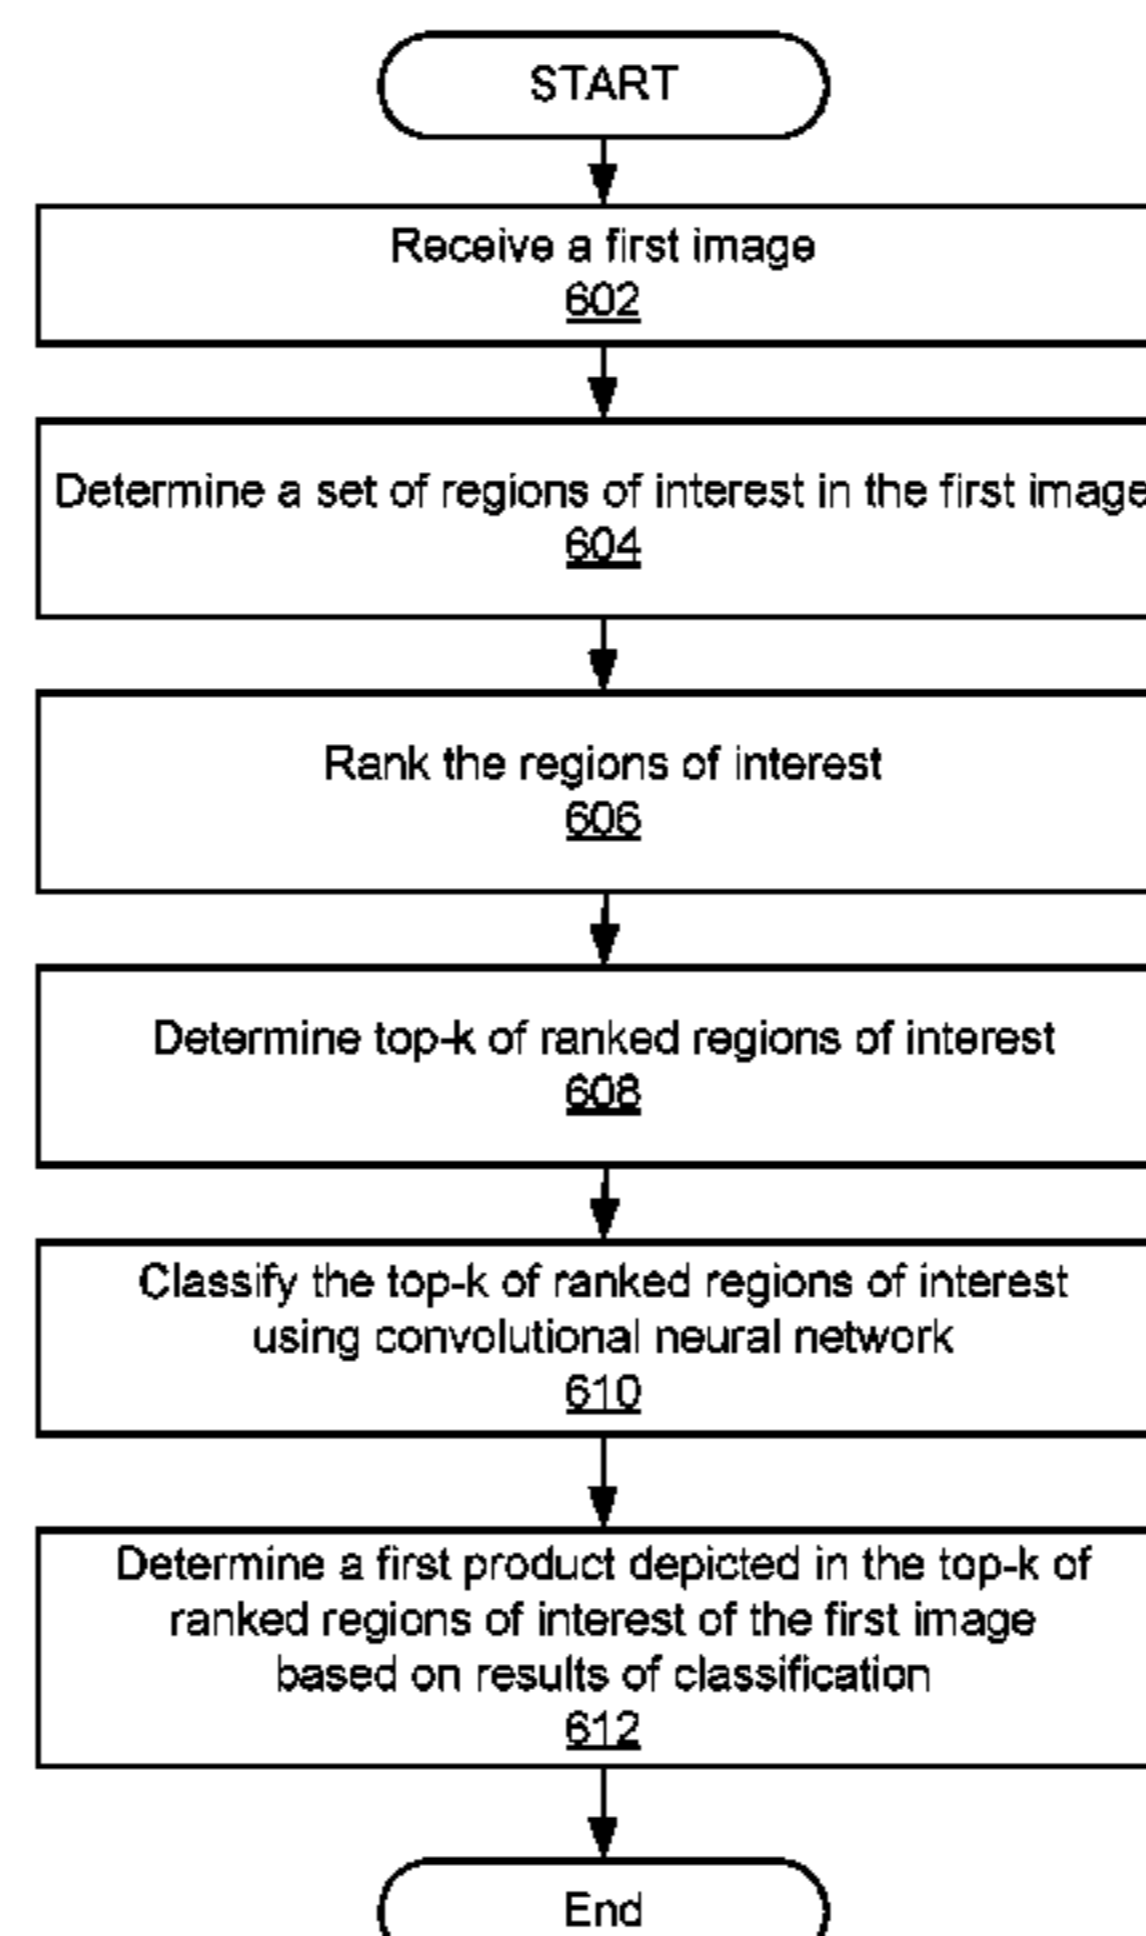 START
Receive a first image
602
Determine a set of regions of interest in the first image
604
Rank the regions of interest
606
Determine top-k of ranked regions of interest
608
Classify the top-k of ranked regions of interest
using convolutional neural network
610
Determine a first product depicted in the top-k of
ranked regions of interest of the first image
based on results of classification
612
End